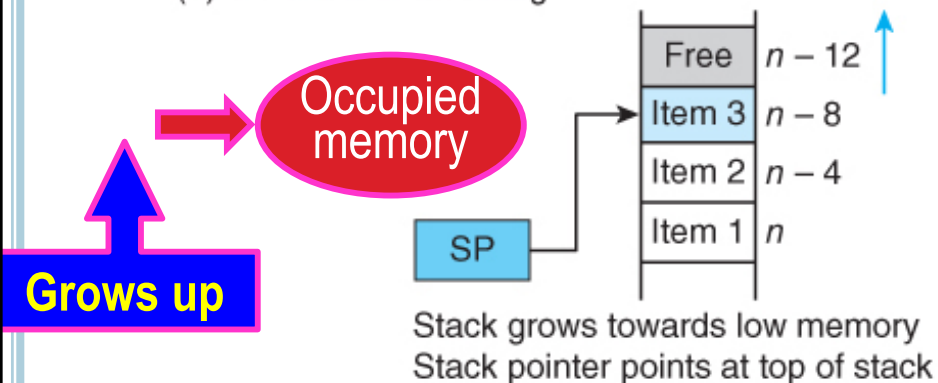 Free n – 12
Occupied
memory
Item 3 n – 8
Item 2 n – 4
Item 1 n
SP
Grows up
Stack grows towards low memory
Stack pointer points at top of stack